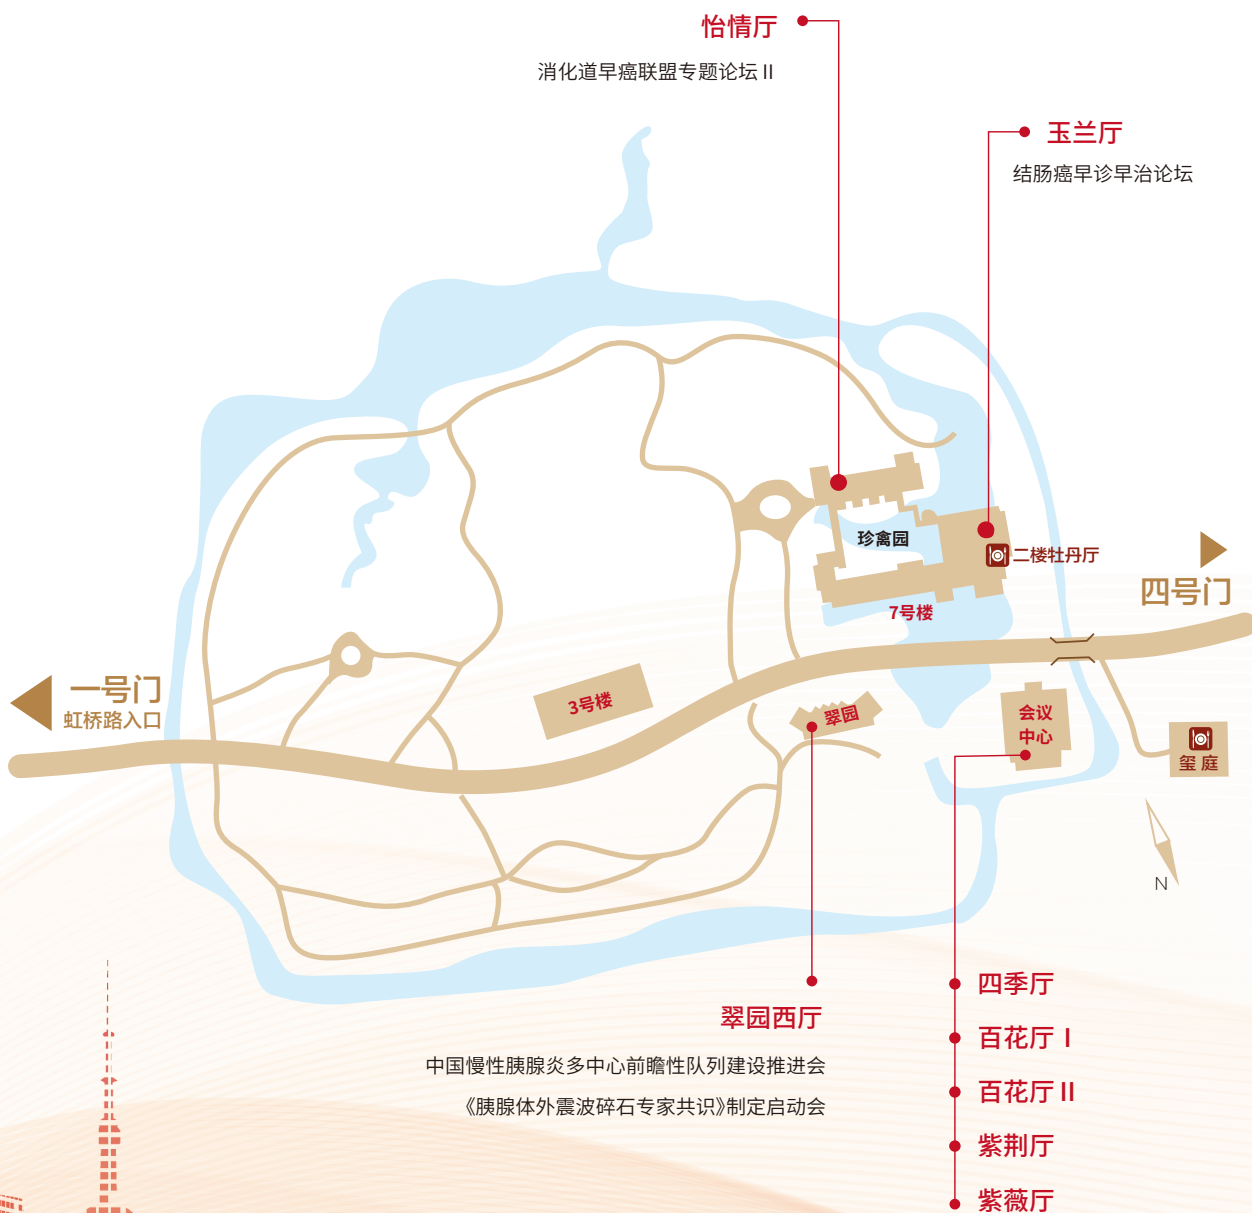 怡情厅
消化道早癌联盟专题论坛 II
玉兰厅
结肠癌早诊早治论坛
珍禽园
二楼牡丹厅
四号门
7号楼
一号门
虹桥路入口
3号楼
翠园
会议
中心
玺庭
N
四季厅
翠园西厅
百花厅 I
中国慢性胰腺炎多中心前瞻性队列建设推进会
百花厅 II
《胰腺体外震波碎石专家共识》制定启动会
紫荆厅
紫薇厅